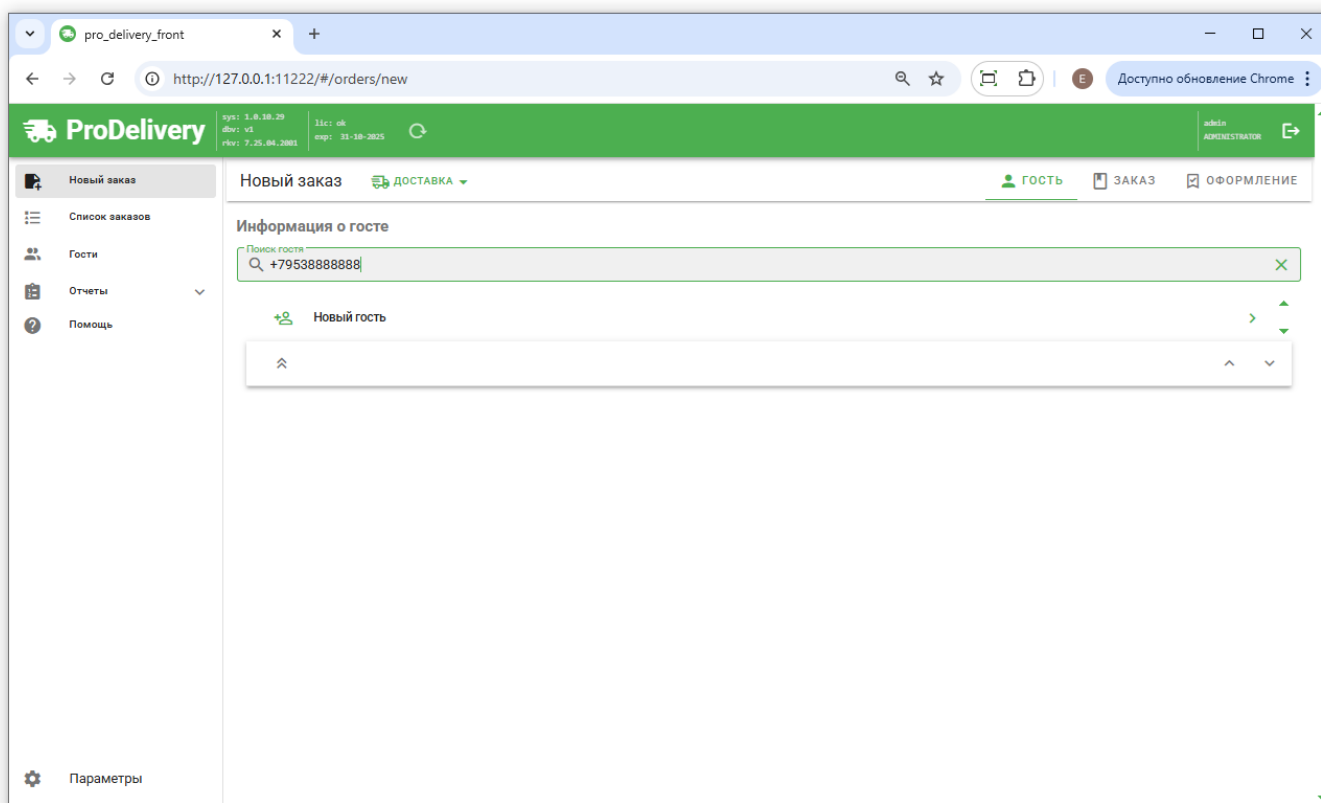 pro_delivery_front
http://127.0.0.1:11222/#/orders/new
E
Доступно обновление Chrome
ProDelivery
sys: 1.0.10.29
dbv: v1
rkv: 7.25.04.2001
lic: ok
exp: 31-10-2025
admin
ADMINISTRATOR
Новый заказ
Список заказов
Гости
Отчеты
Помощь
Параметры
Новый заказ
ДОСТАВКА
ГОСТЬ
ЗАКАЗ
ОФОРМЛЕНИЕ
Информация о госте
Поиск гостя
+79538888888
Новый гость